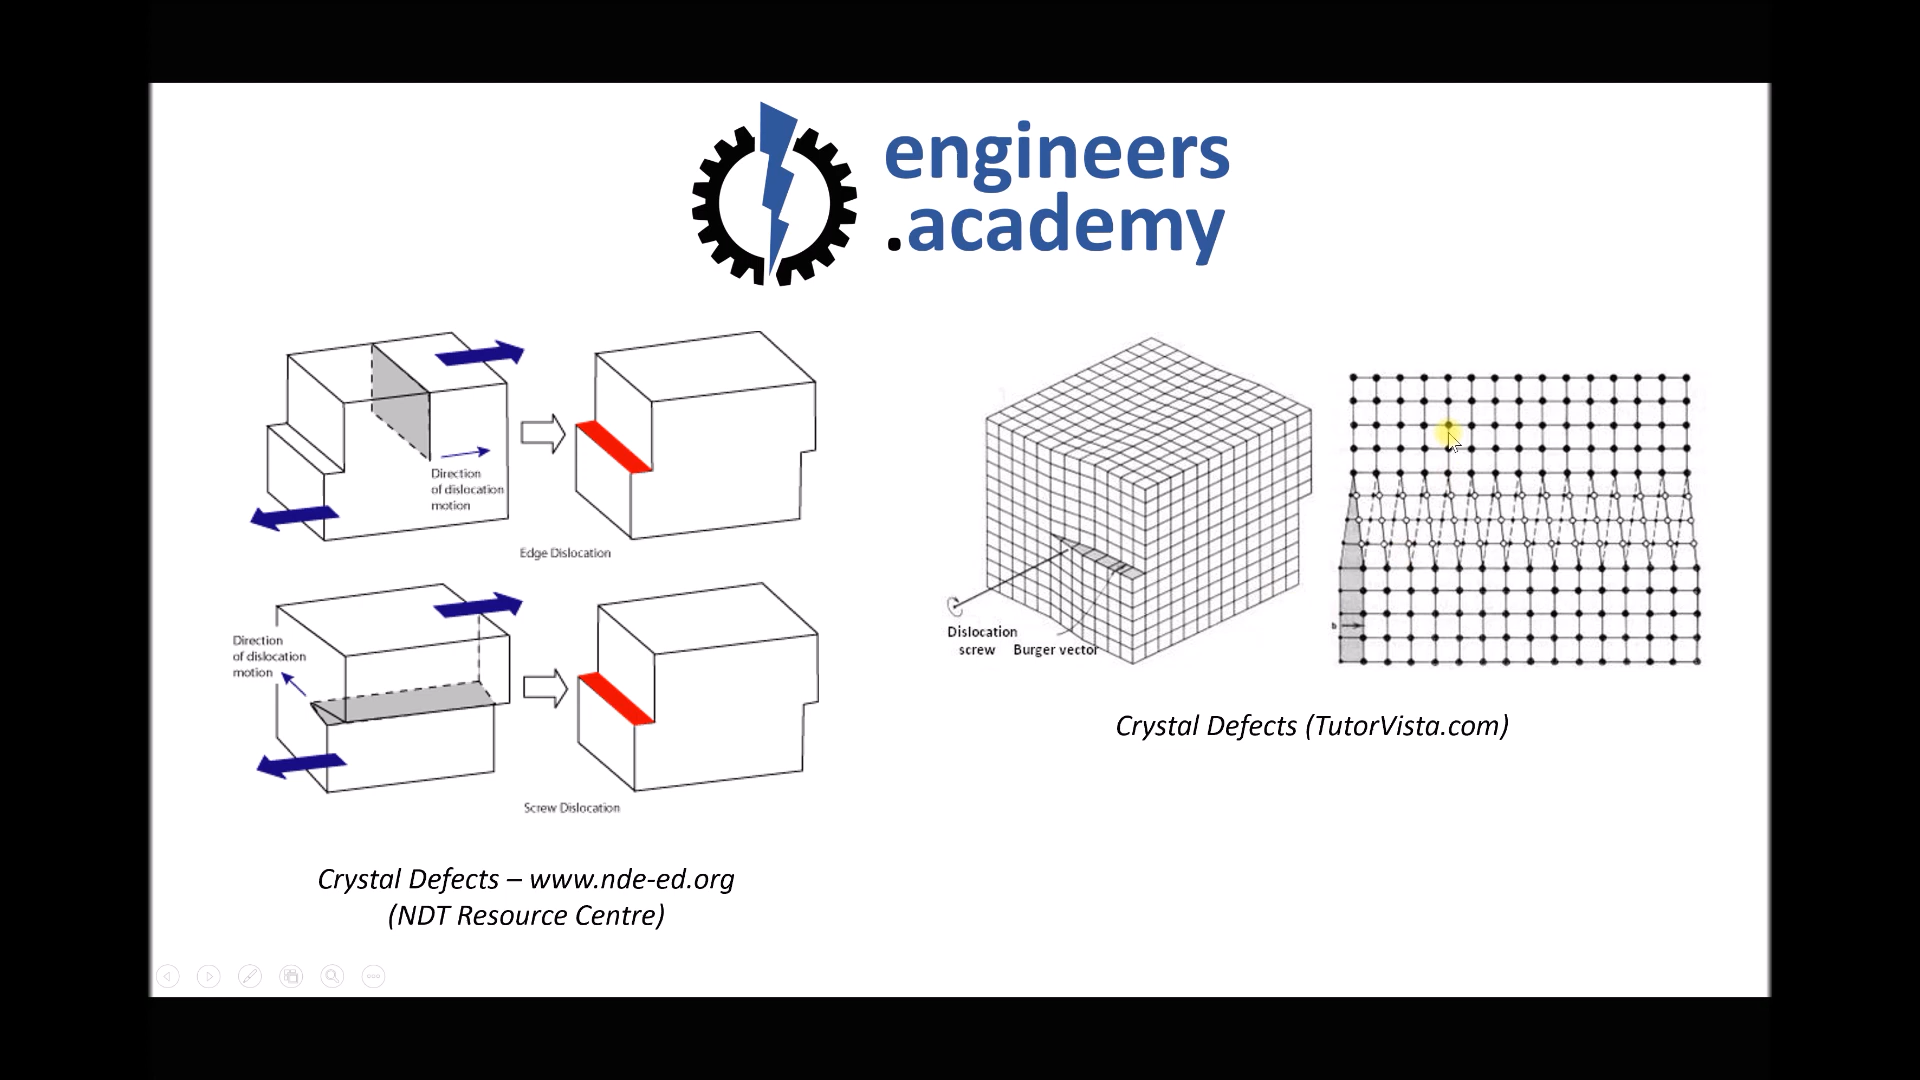 engineers
.academy
Direction
of dislocation
motion
Edge Dislocation
Direction
of dislocation
motion
Screw Dislocation
Crystal Defects – www.nde-ed.org
(NDT Resource Centre)
Dislocation
screw Burger vector
b
Crystal Defects (TutorVista.com)